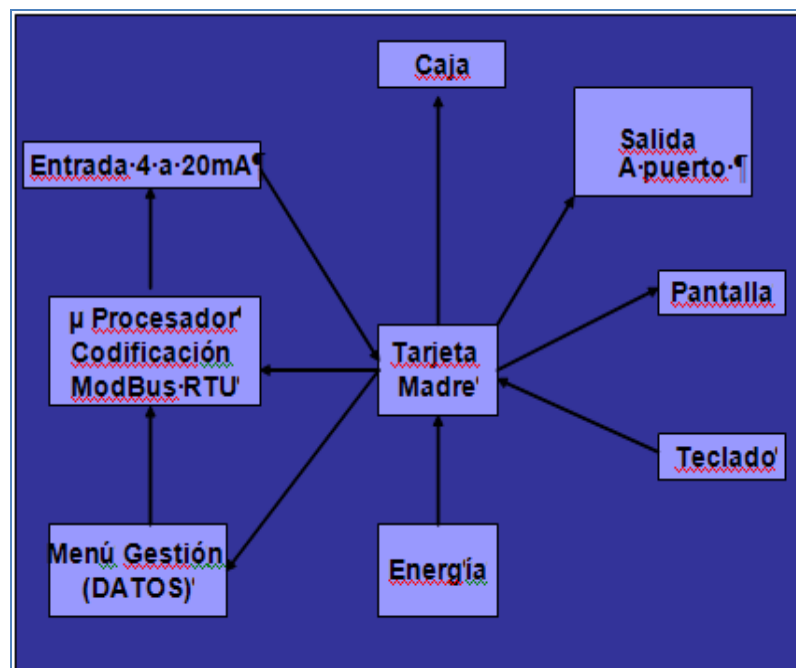 Caja
Salida
A·puerto·¶
Entrada·4·a·20mA¶
Pantalla
µ Procesador
Codificación
ModBus·RTU
Tarjeta
Madre
Teclado
Menú Gestión
(DATOS)
Energía